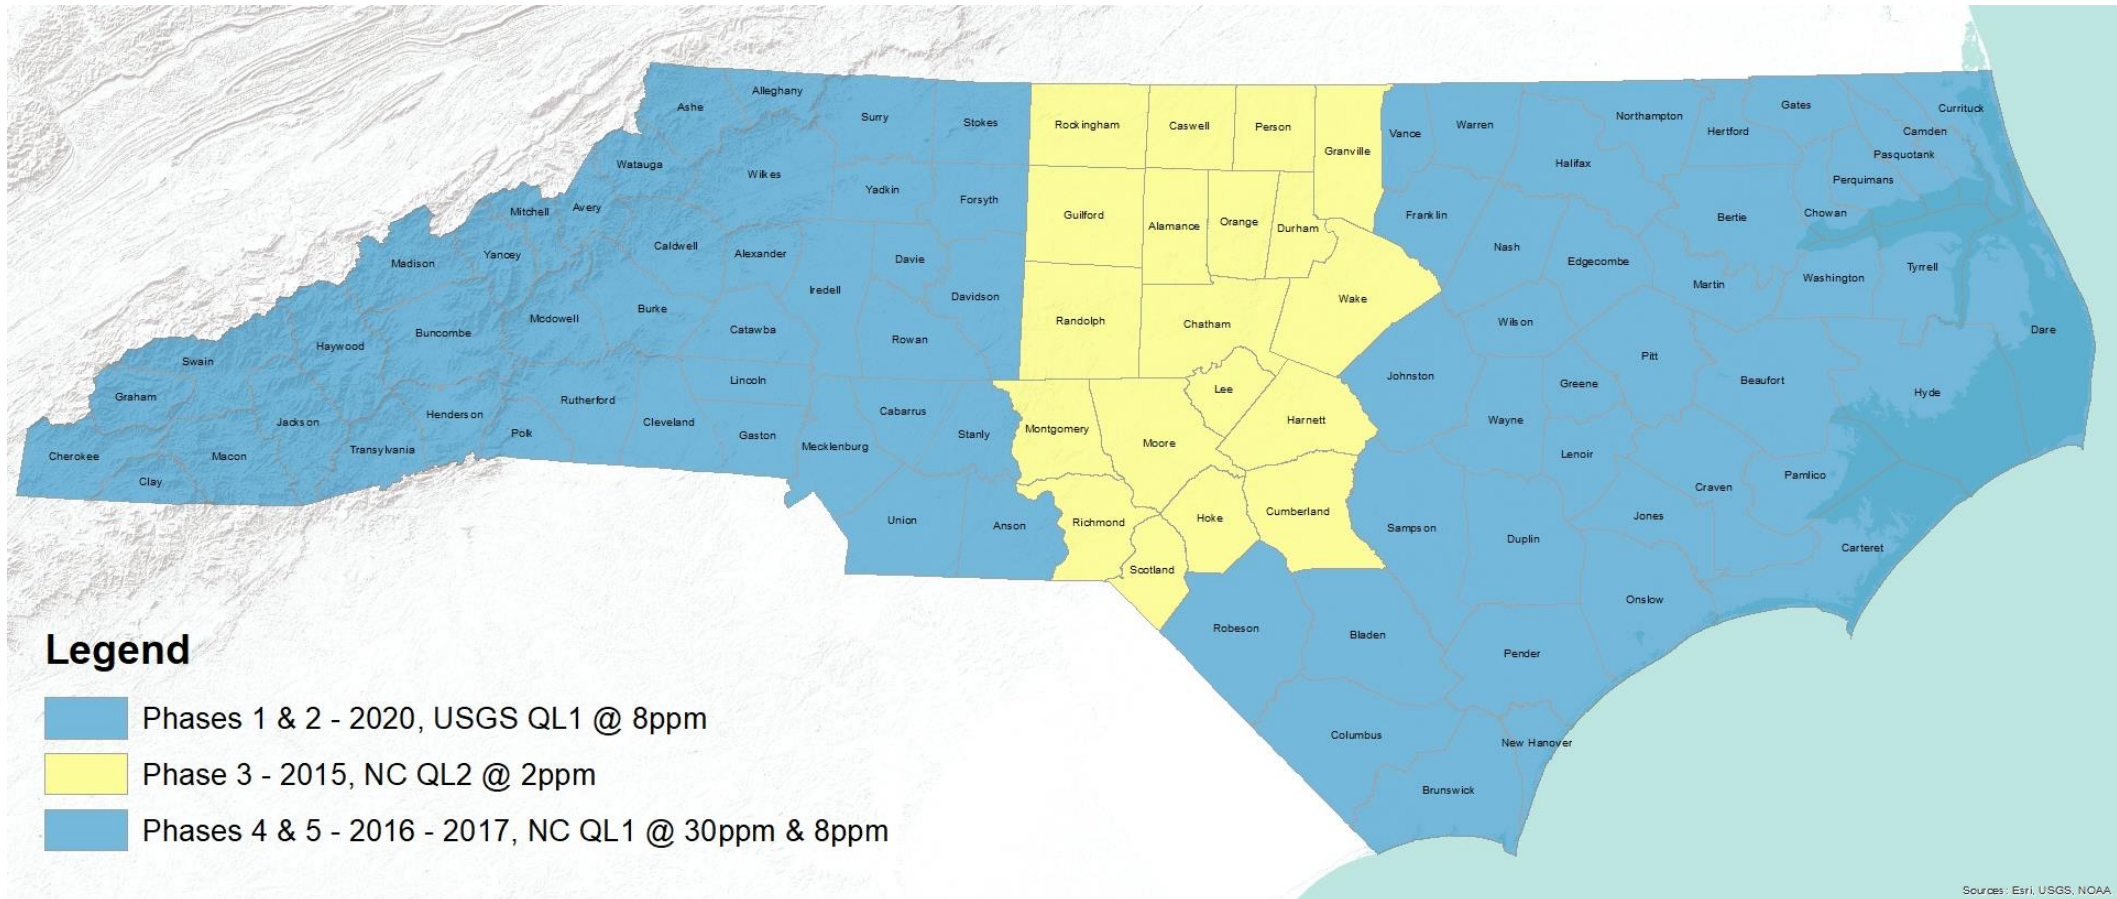 Alleghany
Ashe
Surry
Stokes
Rockingham
Caswell
Person
Granville
Vance
Warren
Northampton
Hertford
Gates
Currituck
Camden
Pasquotank
Perquimans
Chowan
Halifax
Bertie
Watauga
Wilkes
Yadkin
Forsyth
Guilford
Alamance
Orange
Durham
Franklin
Nash
Edgecombe
Martin
Washington
Tyrrell
Dare
Mitchell
Avery
Caldwell
Alexander
Davie
Iredell
Davidson
Madison
Yancey
Mcdowell
Burke
Catawba
Rowan
Randolph
Chatham
Wake
Wilson
Pitt
Beaufort
Hyde
Swain
Haywood
Buncombe
Graham
Jackson
Henderson
Rutherford
Lincoln
Cleveland
Gaston
Cabarrus
Stanly
Mecklenburg
Montgomery
Moore
Lee
Harnett
Johnston
Greene
Wayne
Lenoir
Craven
Pamlico
Cherokee
Clay
Macon
Transylvania
Polk
Union
Anson
Richmond
Scotland
Hoke
Cumberland
Sampson
Duplin
Jones
Carteret
Onslow
Robeson
Bladen
Pender
Columbus
New Hanover
Brunswick
Legend
Phases 1 & 2 - 2020, USGS QL1 @ 8ppm
Phase 3 - 2015, NC QL2 @ 2ppm
Phases 4 & 5 - 2016 - 2017, NC QL1 @ 30ppm & 8ppm
Sources: Esri, USGS, NOAA